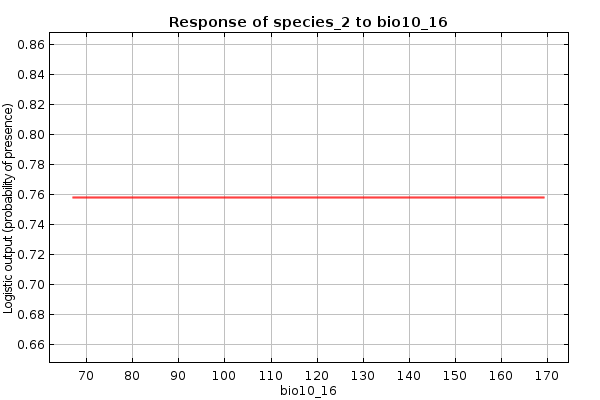 Response of species_2 to bio10_16
Logistic output (probability of presence)
0.86
0.84
0.82
0.80
0.78
0.76
0.74
0.72
0.70
0.68
0.66
70 80 90 100 110 120 130 140 150 160 170
bio10_16